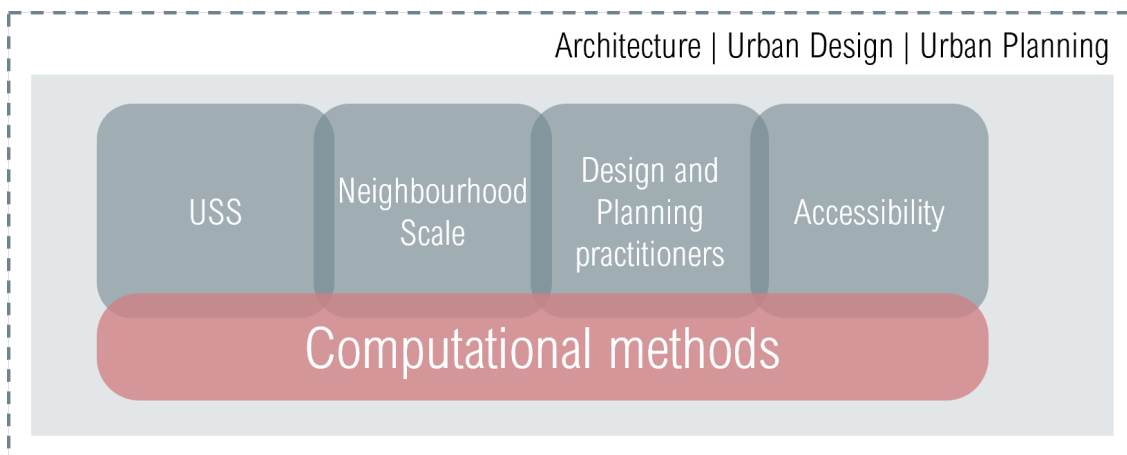 Architecture | Urban Design | Urban Planning
USS
Neighbourhood
Scale
Design and
Planning
practitioners
Accessibility
Computational methods